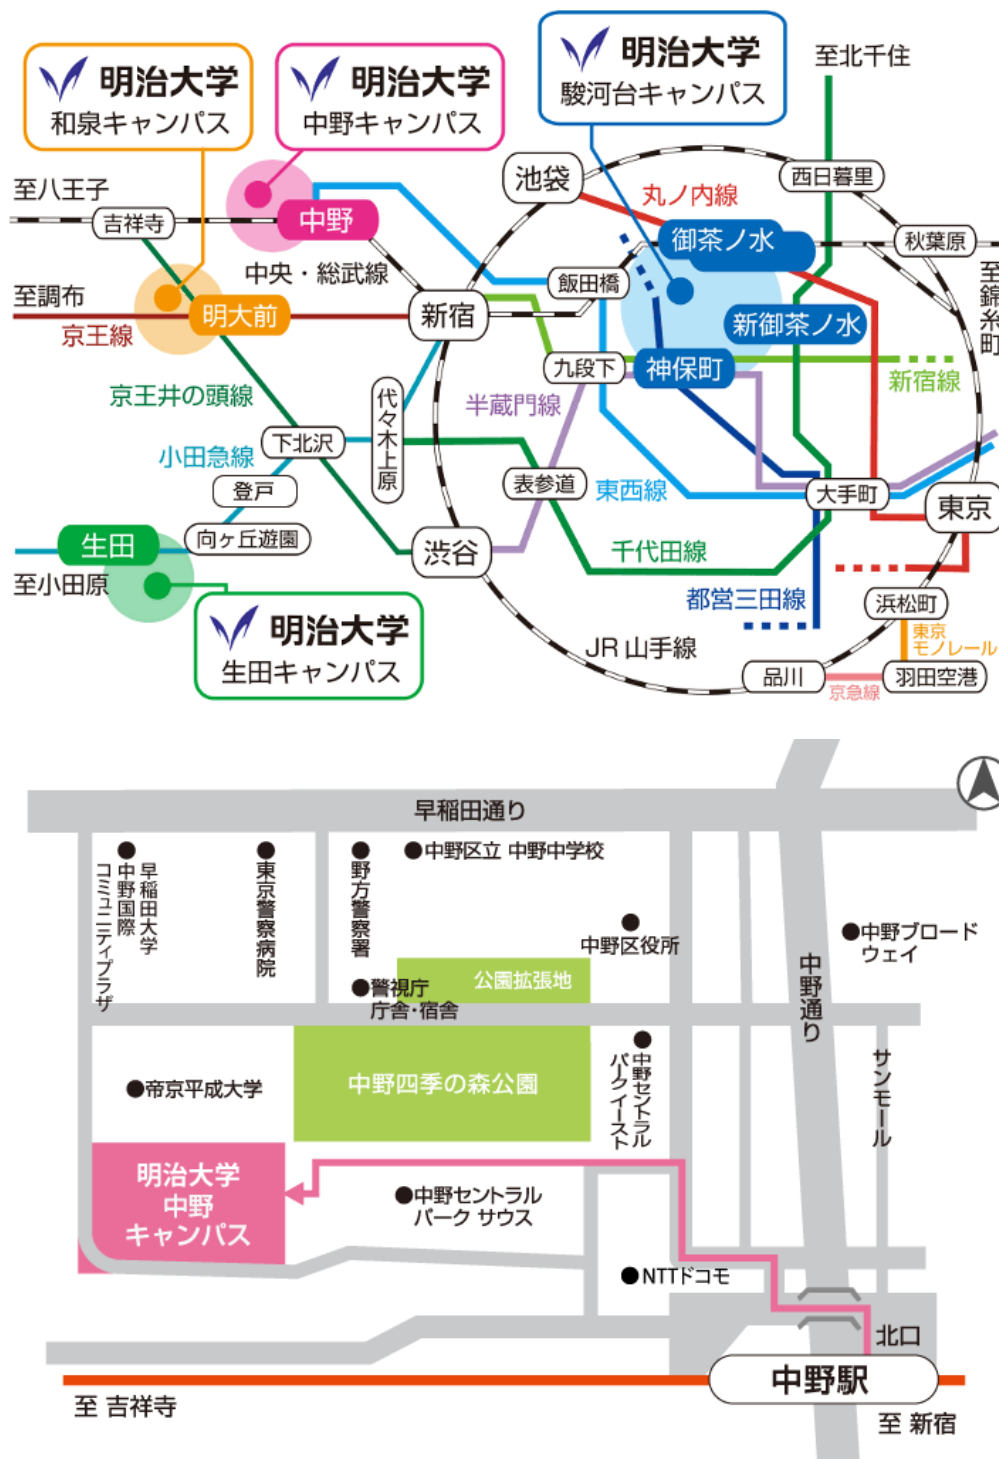 明治大学
和泉キャンパス
明治大学
中野キャンパス
明治大学
駿河台キャンパス
至北千住
至八王子
吉祥寺
中野
池袋
丸ノ内線
西日暮里
御茶ノ水
秋葉原
中央・総武線
飯田橋
至錦糸町
至調布
明大前
新宿
新御茶ノ水
京王線
九段下
神保町
新宿線
京王井の頭線
代々木上原
半蔵門線
小田急線
下北沢
登戸
表参道
東西線
大手町
東京
生田
向ヶ丘遊園
渋谷
千代田線
至小田原
都営三田線
浜松町
明治大学
生田キャンパス
JR 山手線
東京
モノレール
品川
京急線
羽田空港
早稲田通り
早稲田大学
中野国際
コミュニティプラザ
東京警察病院
野方警察署
中野区立 中野中学校
中野区役所
中野ブロード
ウェイ
中野通り
公園拡張地
警視庁
庁舎・宿舎
中野四季の森公園
中野セントラル
パークイースト
サンモール
帝京平成大学
明治大学
中野
キャンパス
中野セントラル
パーク サウス
NTTドコモ
北口
中野駅
至 吉祥寺
至 新宿